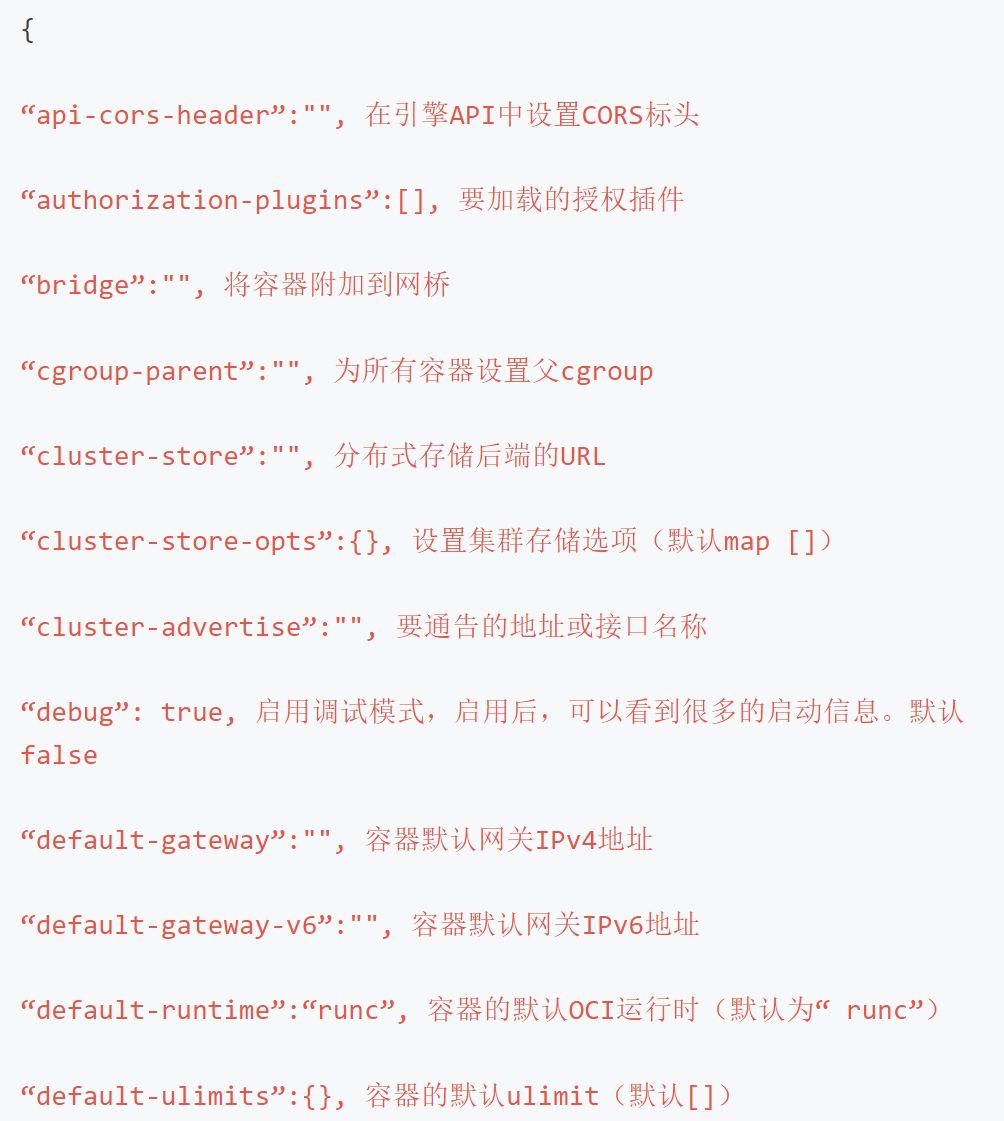 {
“api-cors-header”:"", 在引擎API中设置CORS标头
“authorization-plugins”:[], 要加载的授权插件
“bridge”:"", 将容器附加到网桥
“cgroup-parent”:"", 为所有容器设置父cgroup
“cluster-store”:"", 分布式存储后端的URL
“cluster-store-opts”:{}, 设置集群存储选项（默认map []）
“cluster-advertise”:"", 要通告的地址或接口名称
“debug”: true, 启用调试模式，启用后，可以看到很多的启动信息。默认
false
“default-gateway”:"", 容器默认网关IPv4地址
“default-gateway-v6”:"", 容器默认网关IPv6地址
“default-runtime”:“runc”, 容器的默认OCI运行时（默认为“ runc”）
“default-ulimits”:{}, 容器的默认ulimit（默认[]）